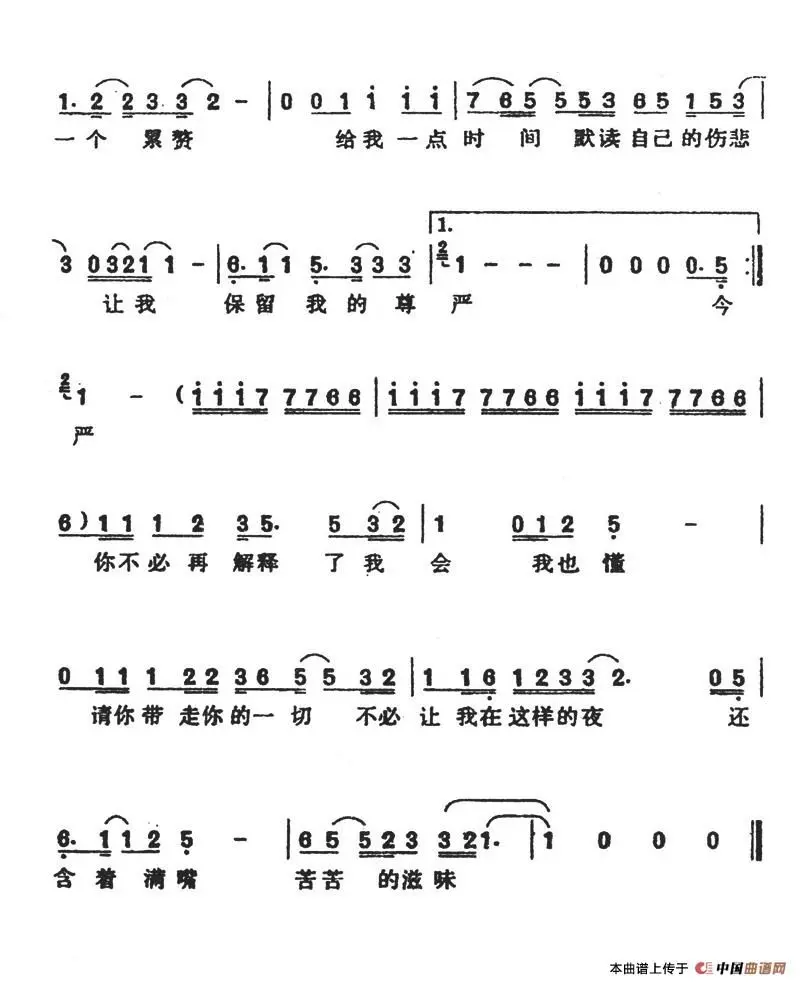 1. 2 2 3 3 2 - | 0 0 1 i i i | 7 6 5 5 5 3 6 5 1 5 3 |
一个 累赘 给我一点时间 默读自己的伤悲
1.
3 0 3 2 1 1 - | 6. 1 1 5. 3 3 3 | 2 1 - - - | 0 0 0 0. 5 :|
让我 保留我的尊严 今
2 1 - ( i i i 7 7 7 6 6 | i i i 7 7 7 6 6 i i i 7 7 7 6 6 |
严
6 ) 1 1 1 2 3 5. 5 3 2 | 1 0 1 2 5 - |
你不必再解释 了我 会 我也懂
0 1 1 1 2 2 3 6 5 5 3 2 | 1 1 6 1 2 3 3 2. 0 5 |
请你带走你的一切 不必让我在这样的夜 还
6. 1 1 2 5 - | 6 5 5 2 3 3 2 1. | 1 0 0 0 ||
含着满嘴 苦苦的滋味
本曲谱上传于 中国曲谱网